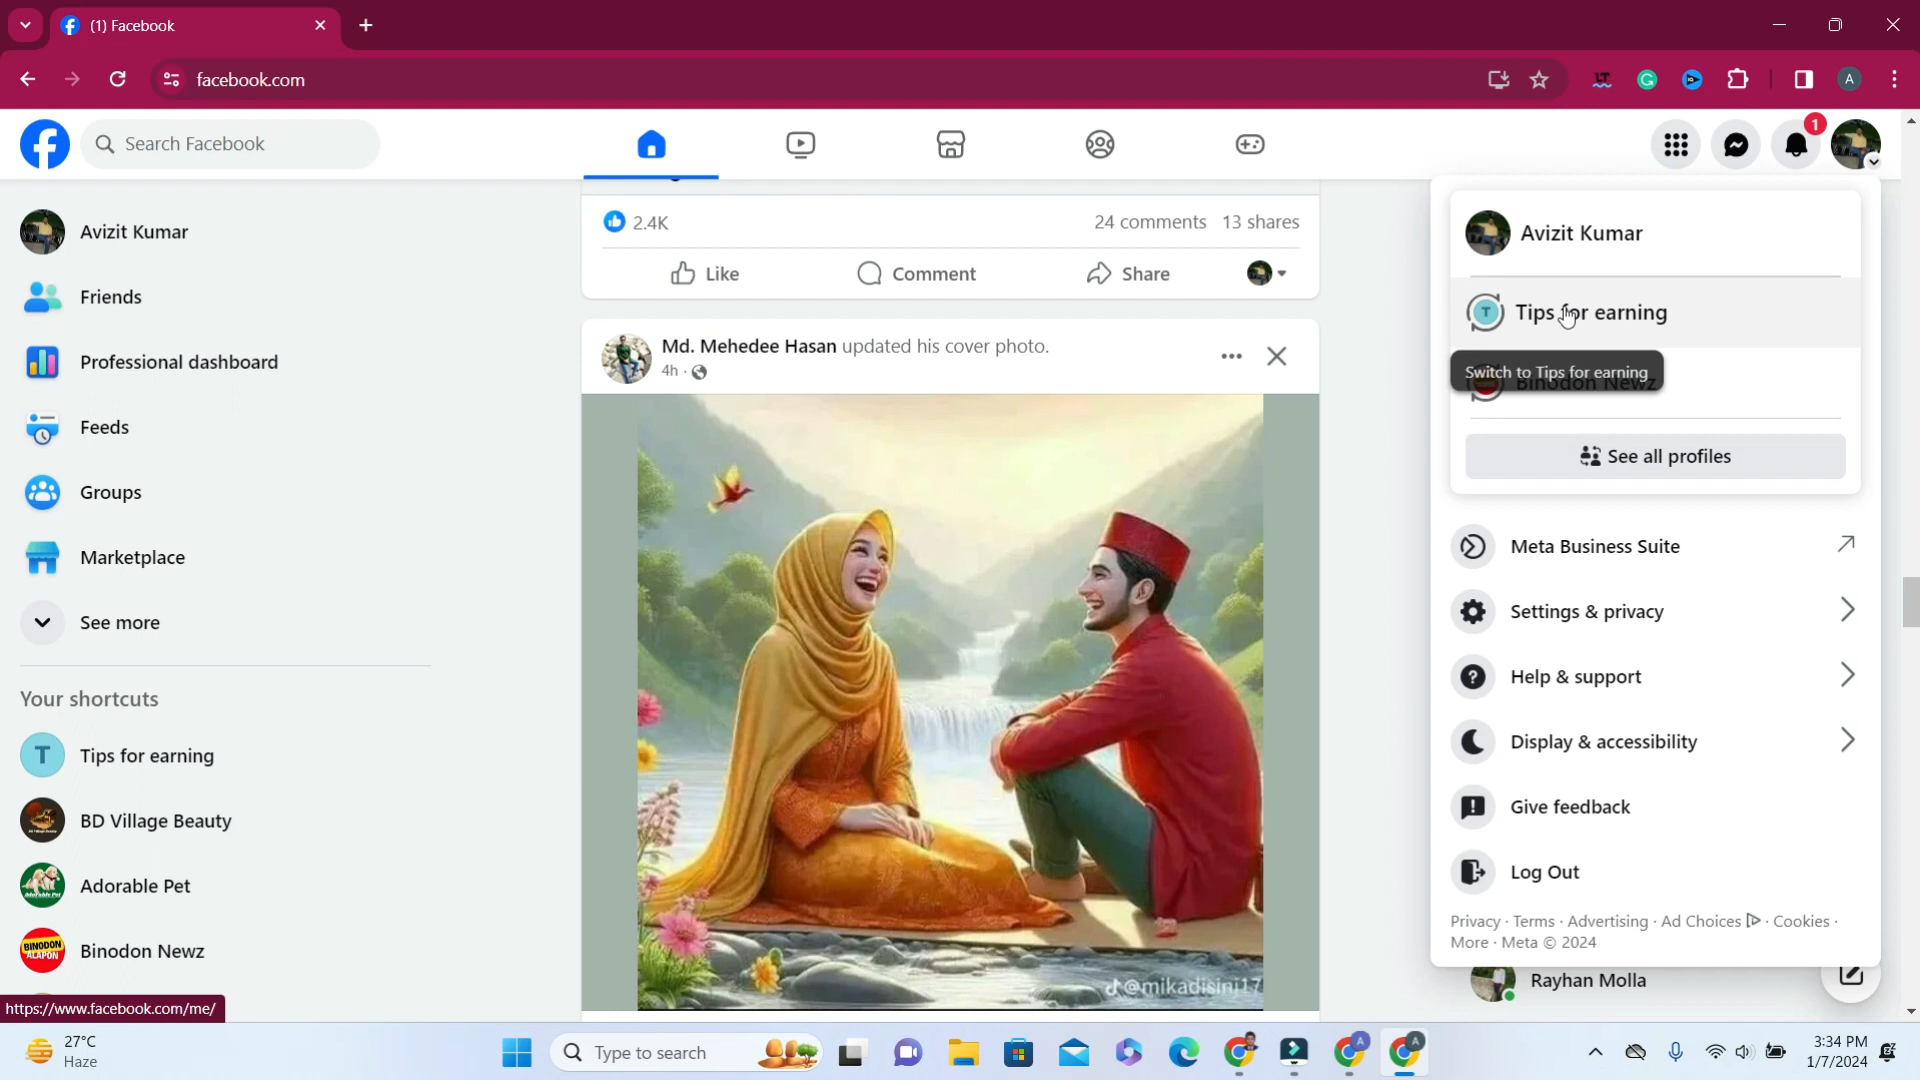 (1) Facebook
facebook.com
A
Search Facebook
1
Avizit Kumar
Friends
Professional dashboard
Feeds
Groups
Marketplace
See more
Your shortcuts
T Tips for earning
BD Village Beauty
Adorable Pet
BINODON
ALAPON
Binodon Newz
https://www.facebook.com/me/
2.4K 24 comments 13 shares
Like Comment Share
Md. Mehedee Hasan updated his cover photo.
4h
@mikadisini17
Avizit Kumar
T Tips for earning
Switch to Tips for earning
Binodon Newz
See all profiles
Meta Business Suite
Settings & privacy
Help & support
Display & accessibility
Give feedback
Log Out
Privacy · Terms · Advertising · Ad Choices · Cookies ·
More · Meta © 2024
Rayhan Molla
27°C
Haze
Type to search
A
A
3:34 PM
1/7/2024